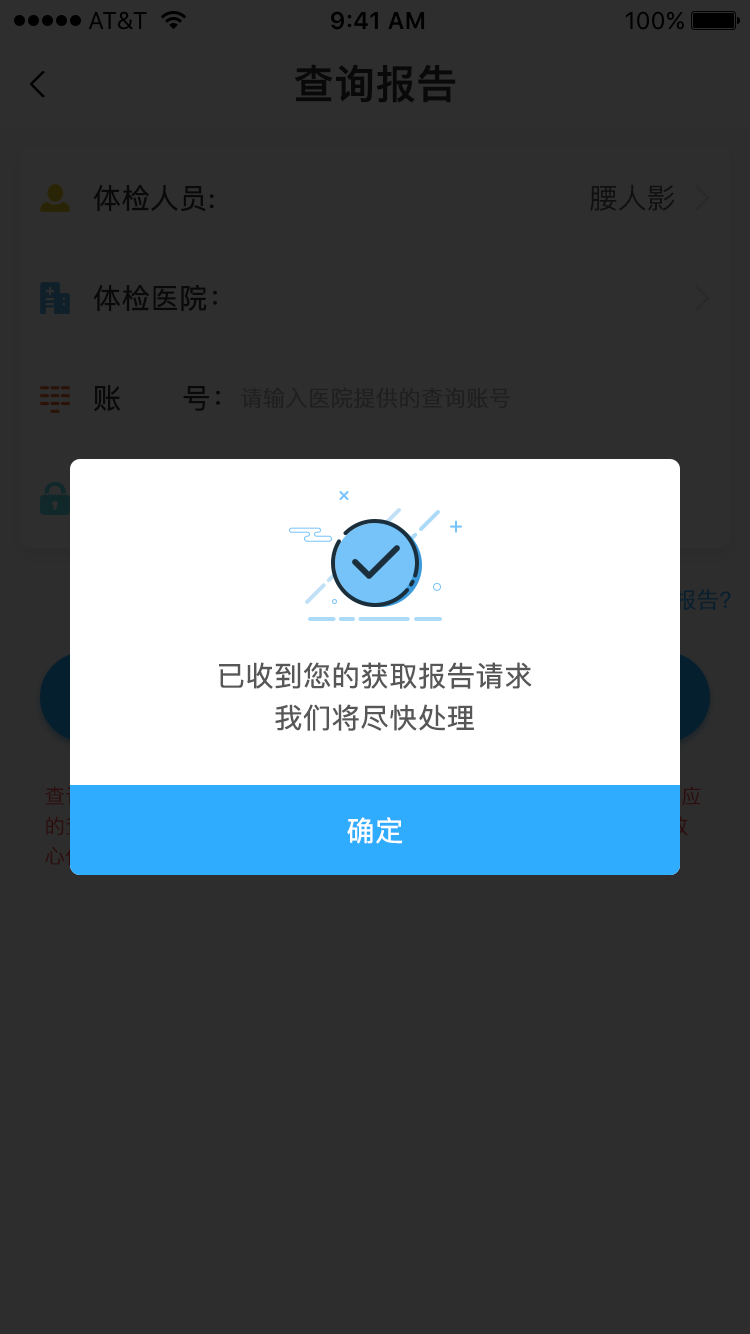 AT&T 9:41 AM 100%
查询报告
体检人员: 腰人影
体检医院：
账 号： 请输入医院提供的查询账号
报告?
已收到您的获取报告请求
我们将尽快处理
查 应
的
心
确定